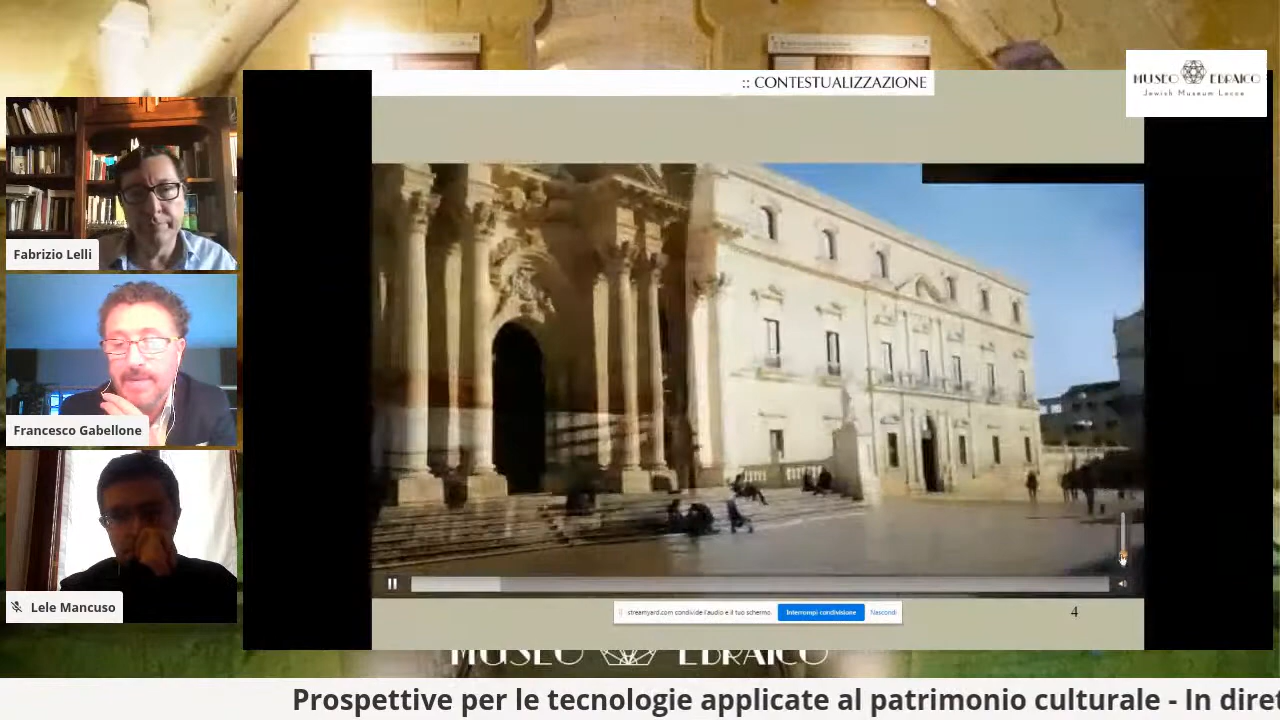 :: CONTESTUALIZZAZIONE
MUSEO EBRAICO
Jewish Museum Lecce
Fabrizio Lelli
Francesco Gabellone
Lele Mancuso
streamyard.com condivide l'audio e il tuo schermo.
Interrompi condivisione
Nascondi
4
MUSEO EBRAICO
Prospettive per le tecnologie applicate al patrimonio culturale - In diret